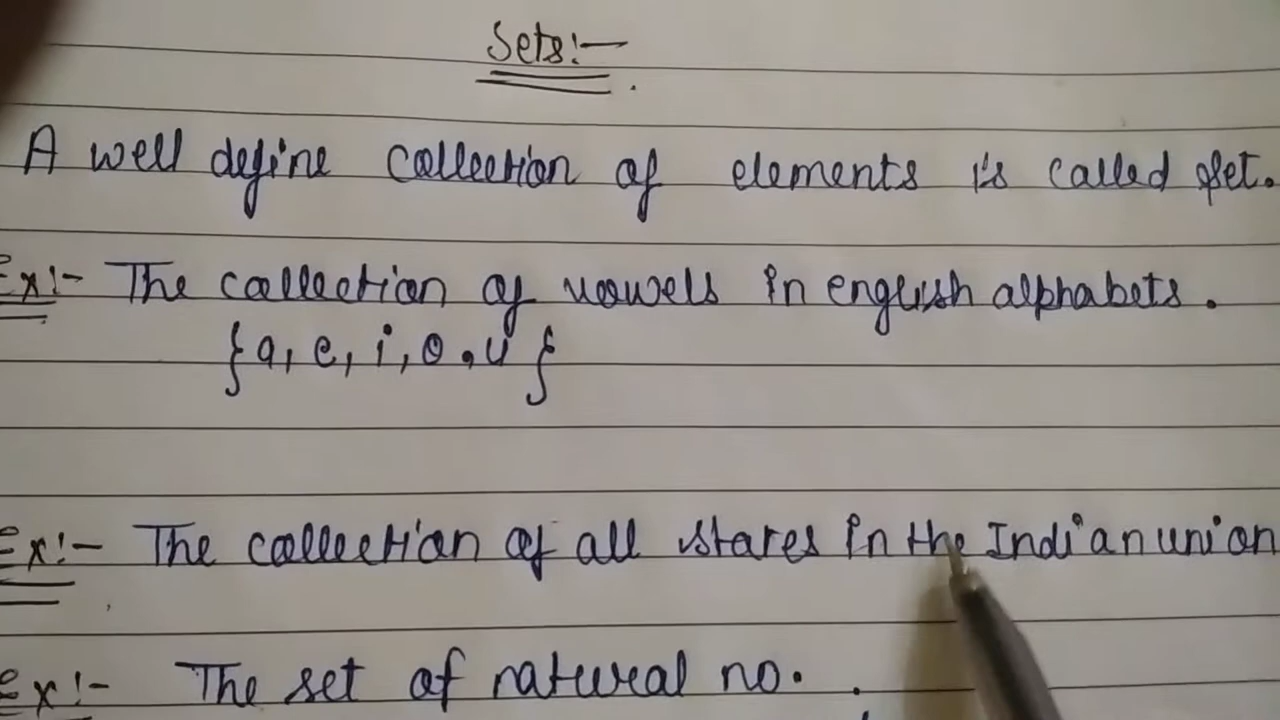 Sets:-
A well define collection of elements is called set.
Ex:- The collection of vowels in english alphabets.
{a, e, i, o, u}
Ex:- The collection of all states in the Indian union
Ex:- The set of natural no.